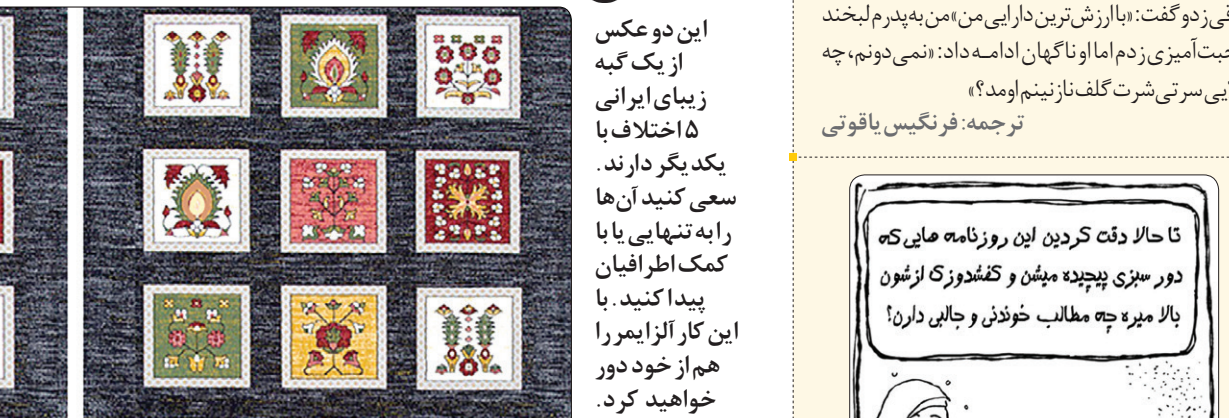 زد و گفت: «باارزش‌ترین دارایی من» من به پدرم لبخند
زدم اما او ناگهان ادامه داد: «نمی‌دونم، چه
سر تی‌شرت گلف نازنینم اومد؟»
ترجمه: فرنگیس یاقوتی
این دو عکس
از یک گبه
زیبای ایرانی
۵ اختلاف با
یکدیگر دارند.
سعی کنید آن‌ها
را به تنهایی یا با
کمک اطرافیان
پیدا کنید. با
این کار آلزایمر را
هم از خود دور
خواهید کرد.
تا حالا دقت کردین این روزنامه هایی که
دور سبزی پیچیده میشن و کفشدوزک ازشون
بالا میره چه مطالب خوندنی و جالبی دارن؟